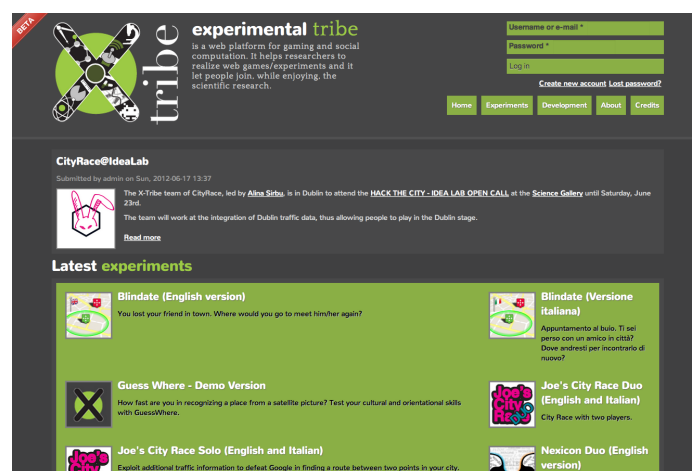 BETA
tribe
experimental tribe
is a web platform for gaming and social
computation. It helps researchers to
realize web games/experiments and it
let people join, while enjoying, the
scientific research.
Username or e-mail *
Password *
Log in
Create new account Lost password?
Home Experiments Development About Credits
CityRace@IdeaLab
Submitted by admin on Sun, 2012-06-17 13:37
The X-Tribe team of CityRace, led by Alina Sirbu, is in Dublin to attend the HACK THE CITY - IDEA LAB OPEN CALL at the Science Gallery until Saturday, June
23rd.
The team will work at the integration of Dublin traffic data, thus allowing people to play in the Dublin stage.
Read more
Latest experiments
Blindate (English version)
You lost your friend in town. Where would you go to meet him/her again?
Blindate (Versione
italiana)
Appuntamento al buio. Ti sei
perso con un amico in città?
Dove andresti per incontrarlo di
nuovo?
Guess Where - Demo Version
How fast are you in recognizing a place from a satellite picture? Test your cultural and orientational skills
with GuessWhere.
Joe's
City
Race
Joe's City Race Duo
(English and Italian)
City Race with two players.
Joe's
City
Joe's City Race Solo (English and Italian)
Exploit additional traffic information to defeat Google in finding a route between two points in your city.
Nexicon Duo (English
version)